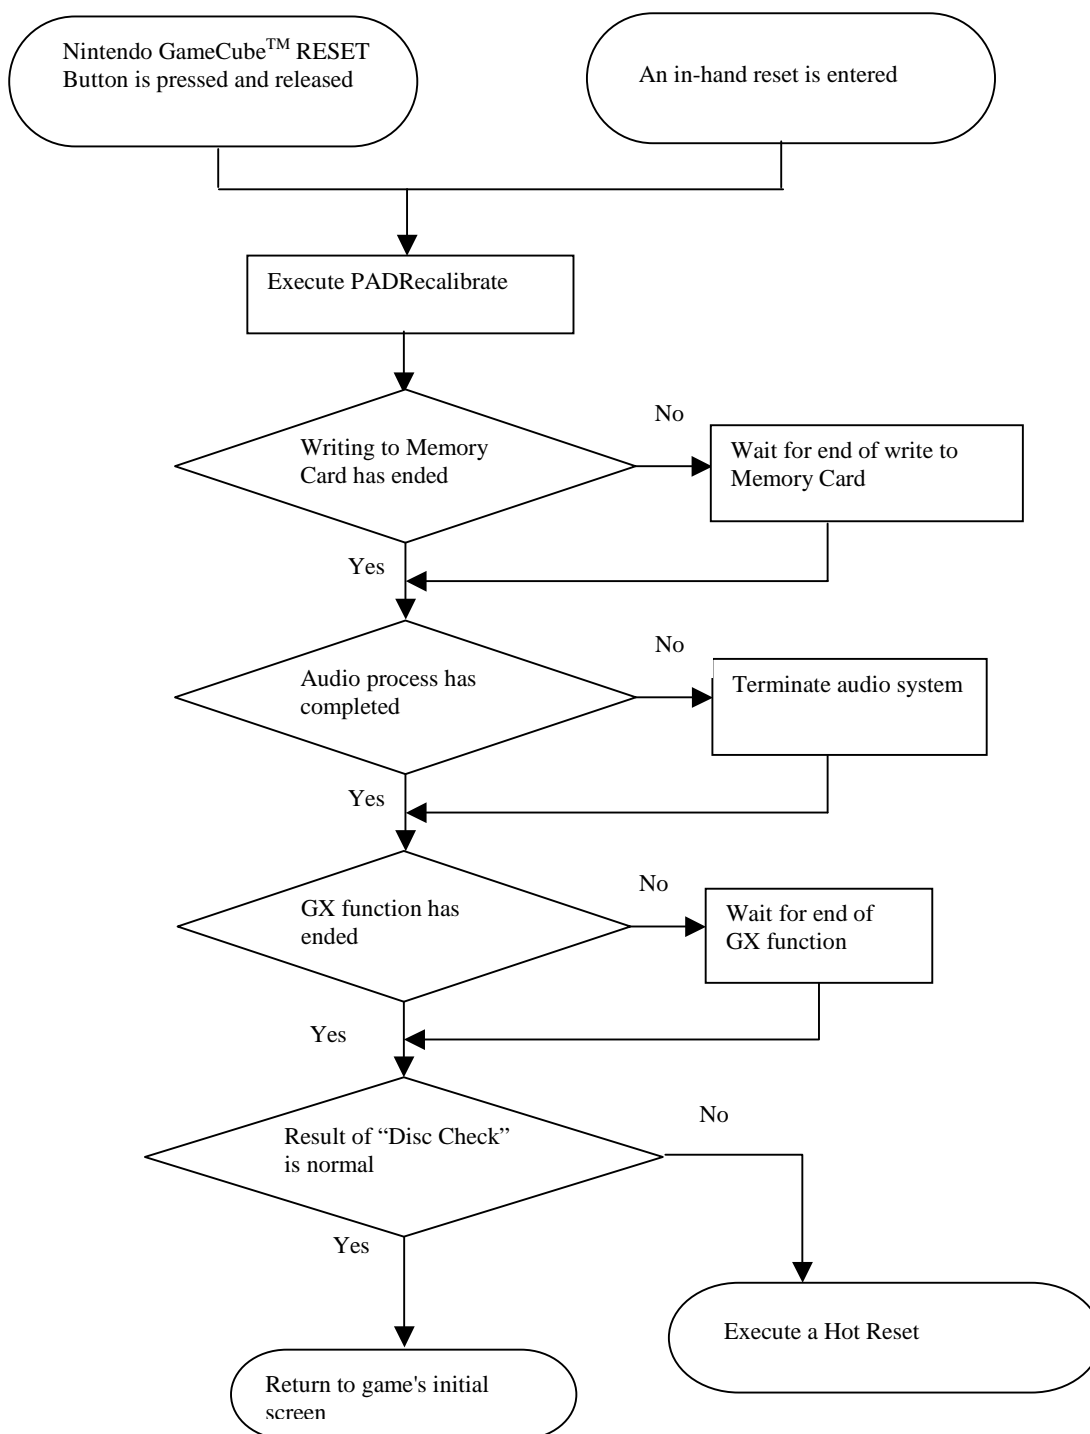 Nintendo GameCube™ RESET
Button is pressed and released
An in-hand reset is entered
Execute PADRecalibrate
No
Writing to Memory
Card has ended
Wait for end of write to
Memory Card
Yes
No
Audio process has
completed
Terminate audio system
Yes
No
GX function has
ended
Wait for end of
GX function
Yes
No
Result of “Disc Check”
is normal
Yes
Execute a Hot Reset
Return to game's initial
screen